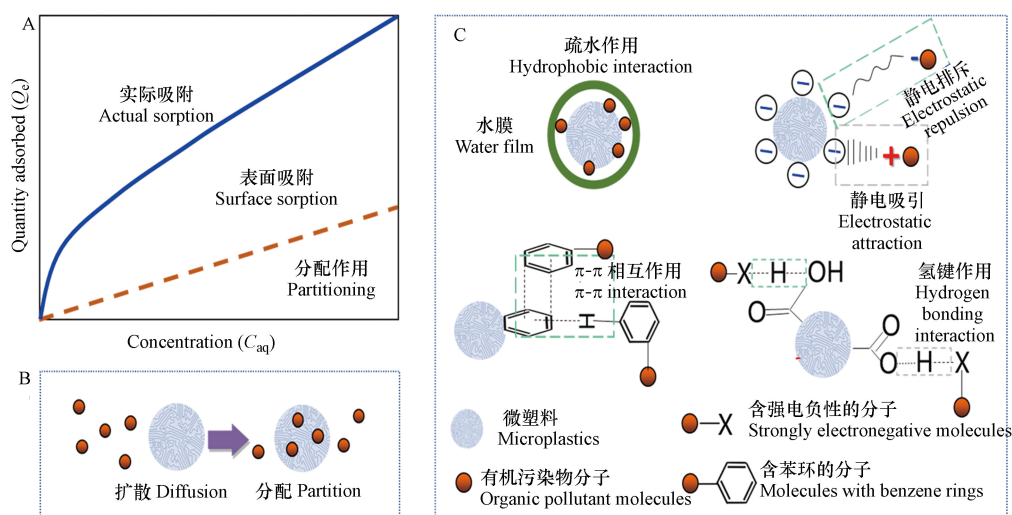 A
Quantity adsorbed (Qe)
实际吸附
Actual sorption
表面吸附
Surface sorption
分配作用
Partitioning
Concentration (Caq)
B
扩散 Diffusion
分配 Partition
C
疏水作用
Hydrophobic interaction
水膜
Water film
静电排斥
Electrostatic
repulsion
静电吸引
Electrostatic
attraction
π-π 相互作用
π-π interaction
H
X H OH
O
O
O H X
氢键作用
Hydrogen
bonding
interaction
微塑料
Microplastics
X
含强电负性的分子
Strongly electronegative molecules
有机污染物分子
Organic pollutant molecules
含苯环的分子
Molecules with benzene rings